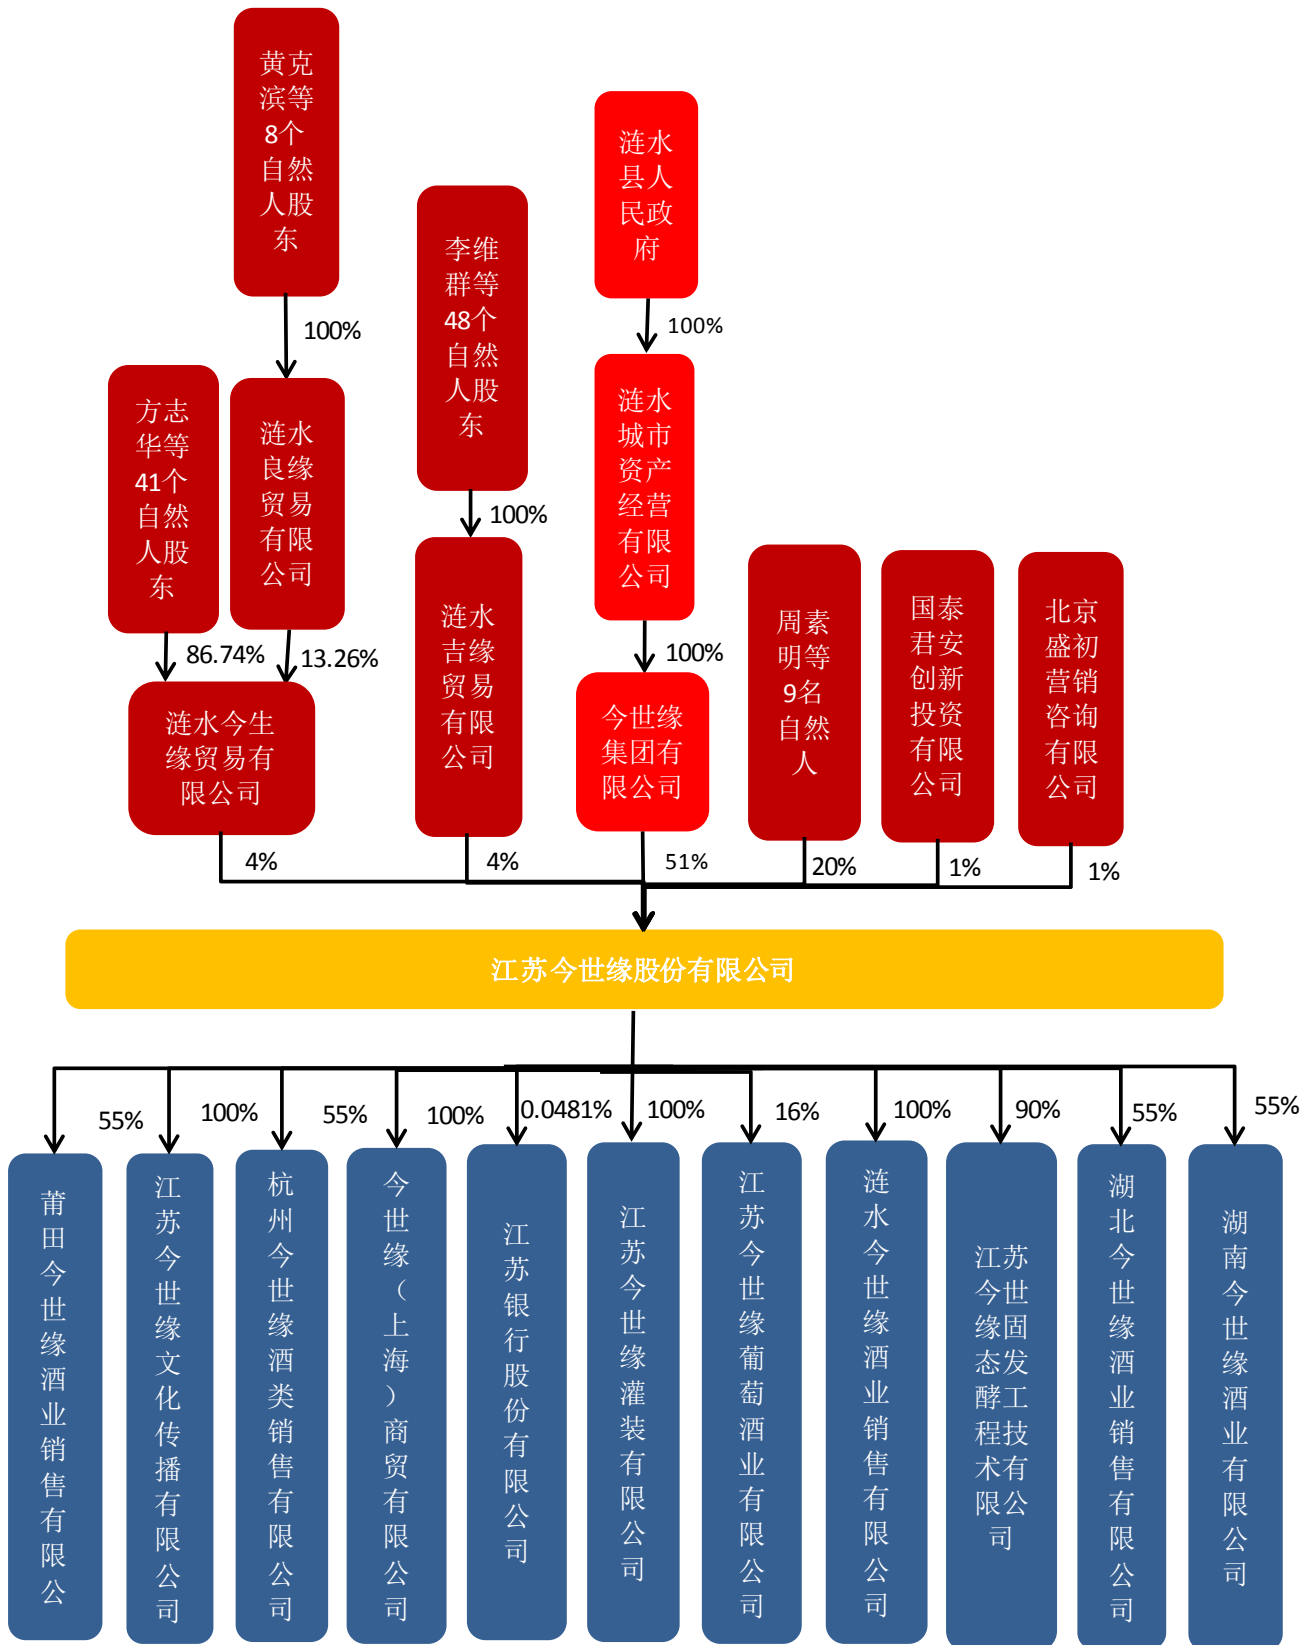 黄克
滨等
8个
自然
人股
东
100%
方志
华等
41个
自然
人股
东
涟水
良缘
贸易
有限
公司
86.74%
13.26%
涟水今生
缘贸易有
限公司
李维
群等
48个
自然
人股
东
100%
涟水
吉缘
贸易
有限
公司
涟水
县人
民政
府
100%
涟水
城市
资产
经营
有限
公司
100%
今世缘
集团有
限公司
周素
明等
9名
自然
人
国泰
君安
创新
投资
有限
公司
北京
盛初
营销
咨询
有限
公司
4%
4%
51%
20%
1%
1%
江苏今世缘股份有限公司
55%
100%
55%
100%
0.0481%
100%
16%
100%
90%
55%
55%
莆田今世缘酒业销售有限公
江苏今世缘文化传播有限公司
杭州今世缘酒类销售有限公司
今世缘（上海）商贸有限公司
江苏银行股份有限公司
江苏今世缘灌装有限公司
江苏今世缘葡萄酒业有限公司
涟水今世缘酒业销售有限公司
江苏
今世
缘固
态发
酵工
程技
术有
限公
司
湖北今世缘酒业销售有限公司
湖南今世缘酒业有限公司